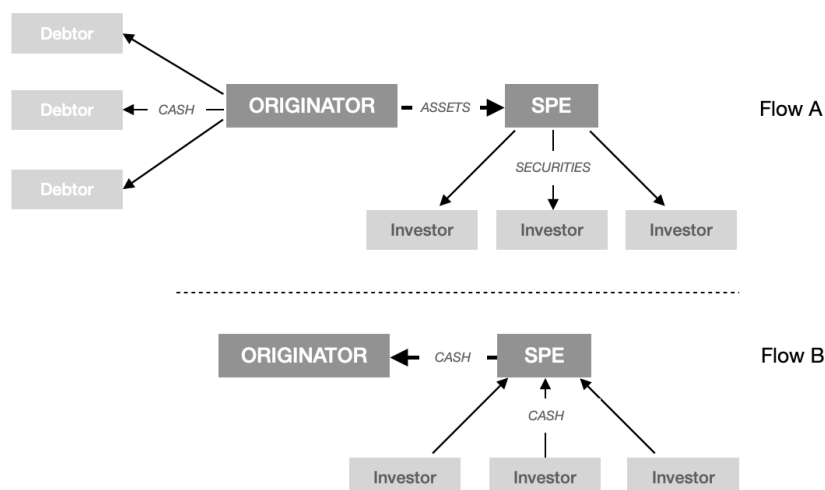 Debtor
ORIGINATOR
ASSETS
SPE
Flow A
Debtor
CASH
Debtor
SECURITIES
Investor
Investor
Investor
ORIGINATOR
CASH
SPE
Flow B
CASH
Investor
Investor
Investor